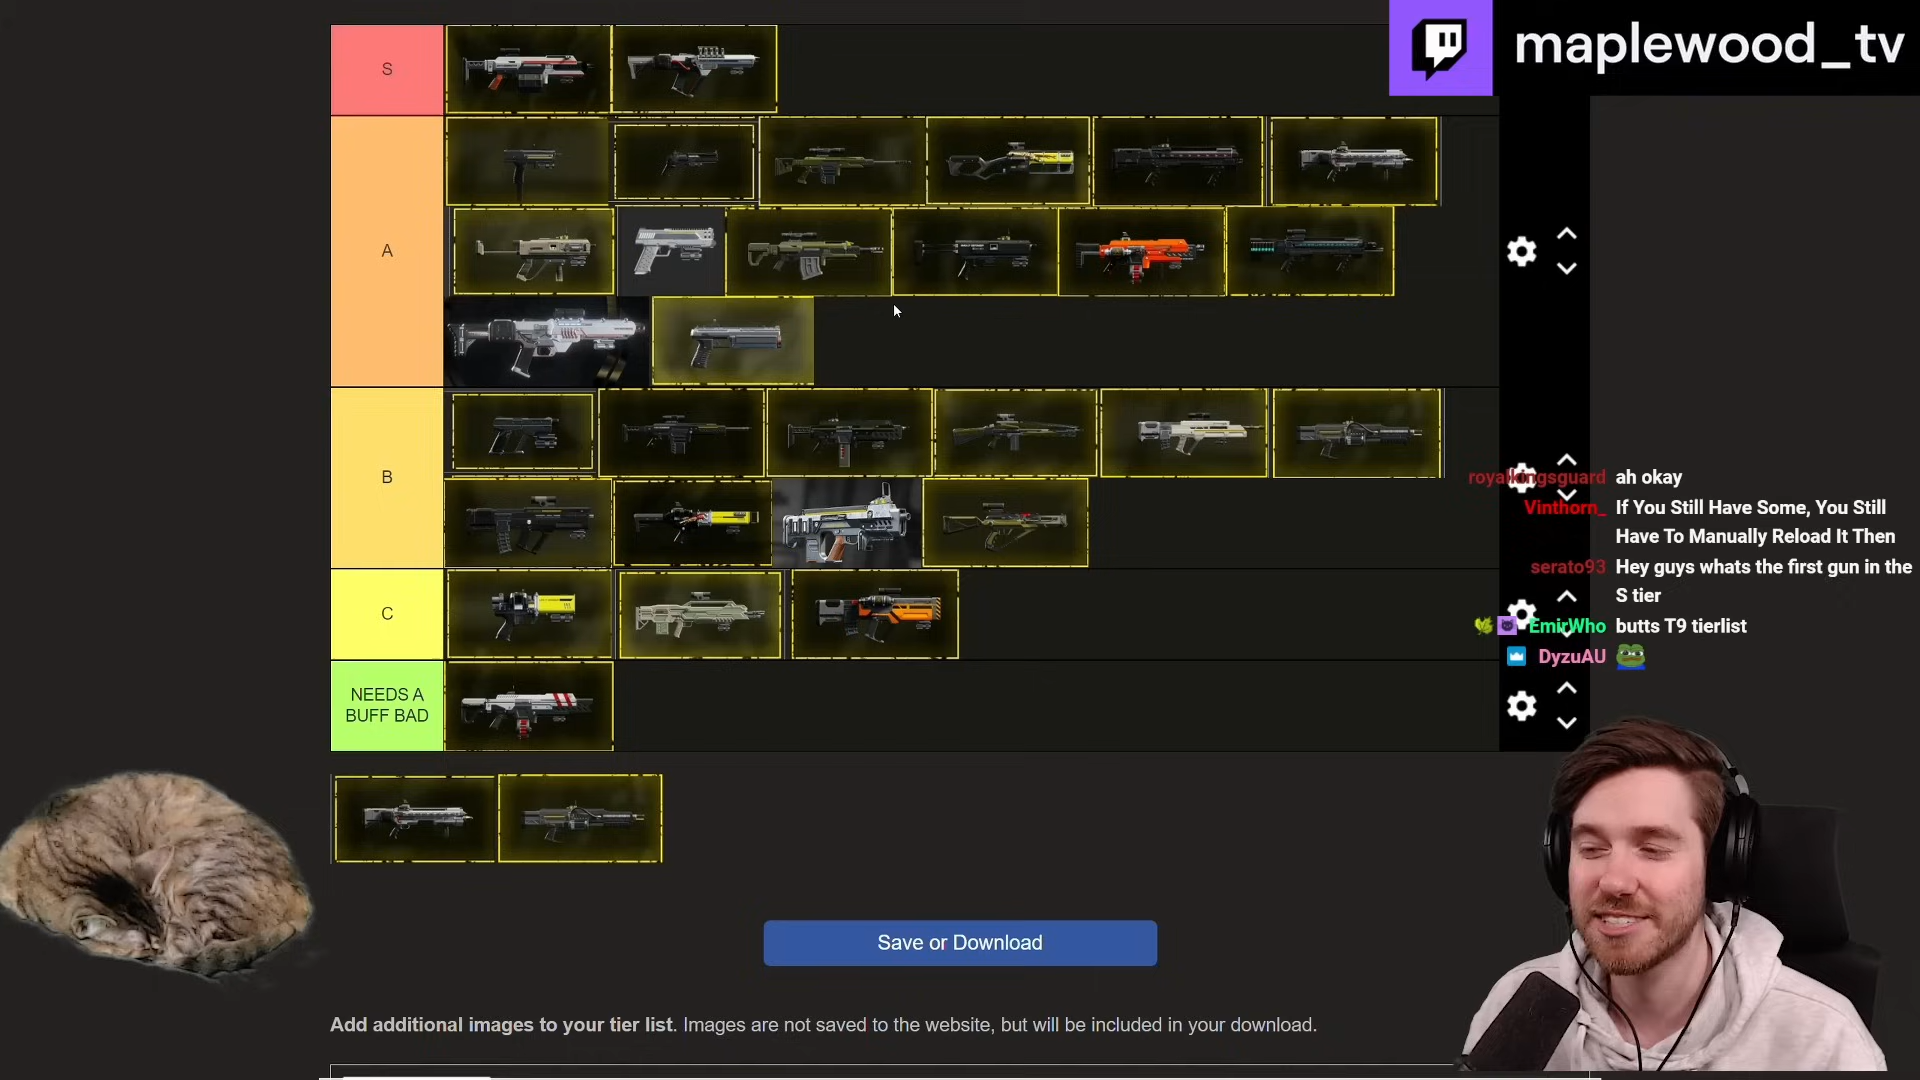 maplewood_tv
S
A
B
C
NEEDS A
BUFF BAD
royalkingsguard ah okay
Vinthorn_ If You Still Have Some, You Still
Have To Manually Reload It Then
serato93 Hey guys whats the first gun in the
S tier
EmirWho butts T9 tierlist
DyzuAU
Save or Download
Add additional images to your tier list. Images are not saved to the website, but will be included in your download.